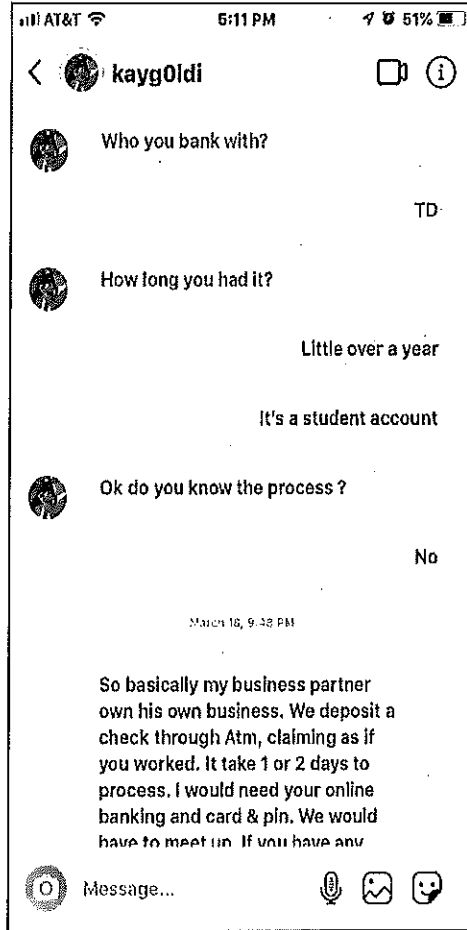 AT&T 5:11 PM 51%
kayg0ldi
Who you bank with?
TD
How long you had it?
Little over a year
It's a student account
Ok do you know the process ?
No
March 16, 9:48 PM
So basically my business partner
own his own business. We deposit a
check through Atm, claiming as if
you worked. It take 1 or 2 days to
process. I would need your online
banking and card & pin. We would
have to meet up. If you have any
Message...